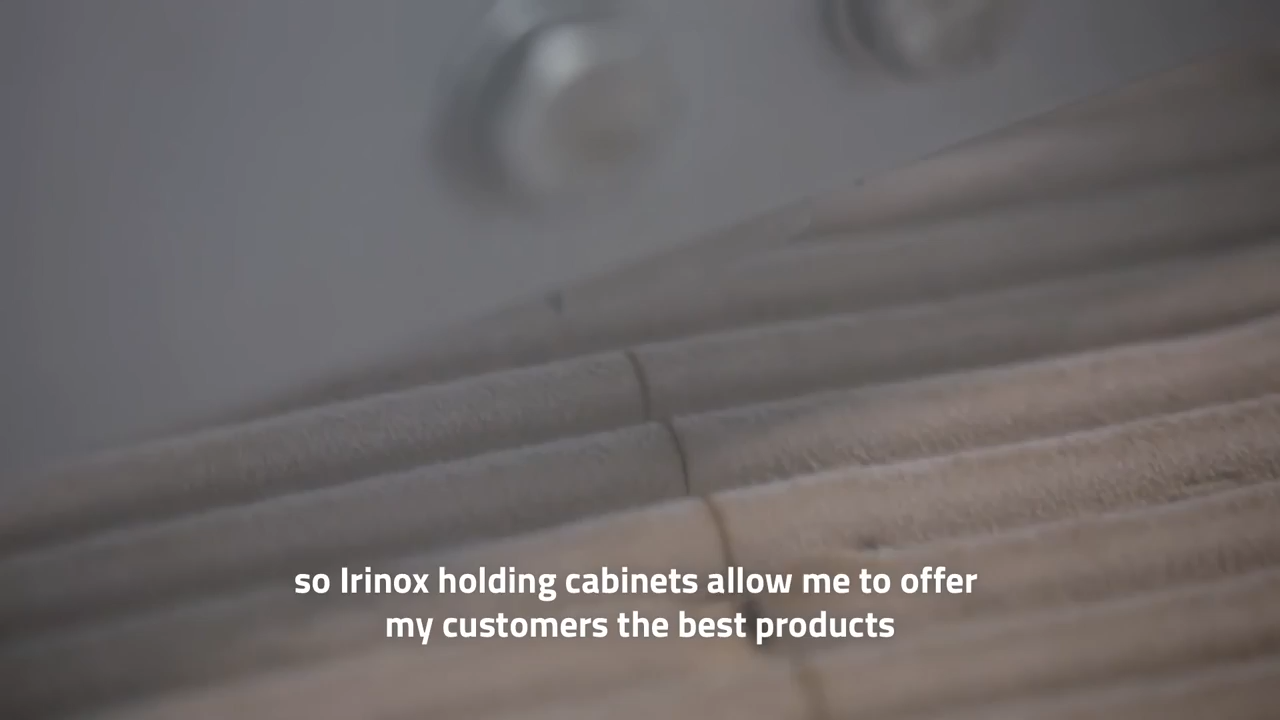 so Irinox holding cabinets allow me to offer
my customers the best products